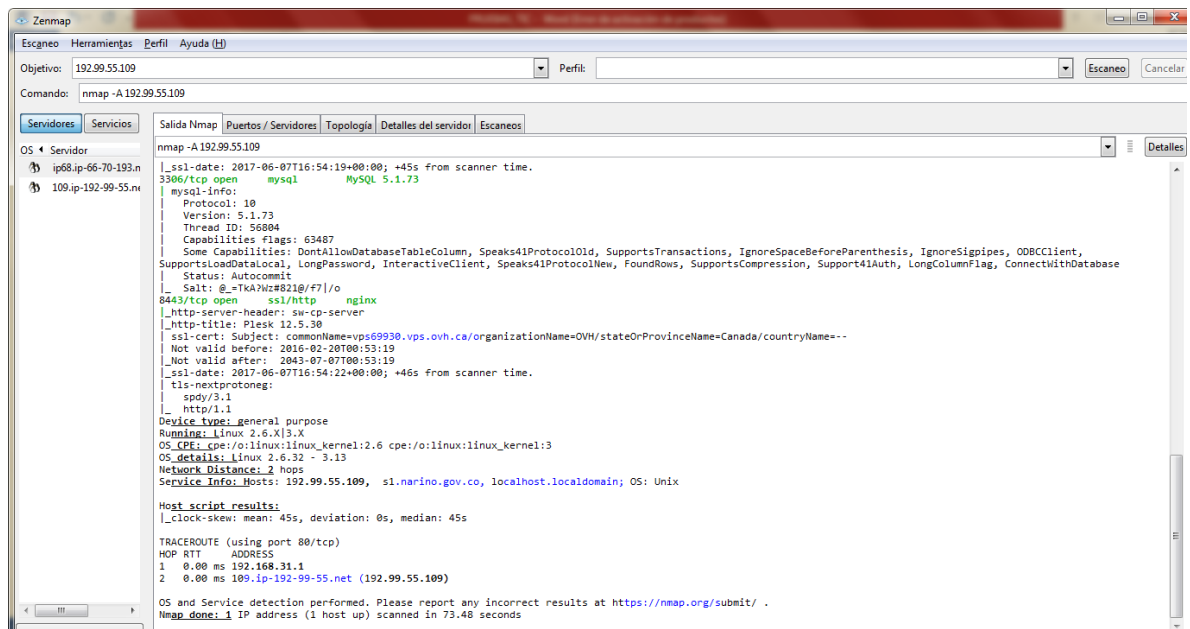 Zenmap
Escaneo Herramientas Perfil Ayuda (H)
Objetivo: 192.99.55.109 Perfil: Escaneo Cancelar
Comando: nmap -A 192.99.55.109
Servidores Servicios Salida Nmap Puertos / Servidores Topología Detalles del servidor Escaneos
OS Servidor nmap -A 192.99.55.109 Detalles
ip68.ip-66-70-193.n
109.ip-192-99-55.ne
|_ssl-date: 2017-06-07T16:54:19+00:00; +45s from scanner time.
3306/tcp open mysql MySQL 5.1.73
| mysql-info:
| Protocol: 10
| Version: 5.1.73
| Thread ID: 56804
| Capabilities flags: 63487
| Some Capabilities: DontAllowDatabaseTableColumn, Speaks41ProtocolOld, SupportsTransactions, IgnoreSpaceBeforeParenthesis, IgnoreSigpipes, ODBCClient,
SupportsLoadDataLocal, LongPassword, InteractiveClient, Speaks41ProtocolNew, FoundRows, SupportsCompression, Support41Auth, LongColumnFlag, ConnectWithDatabase
| Status: Autocommit
|_ Salt: @_=TkA?Wz#821@/f7|/o
8443/tcp open ssl/http nginx
|_http-server-header: sw-cp-server
|_http-title: Plesk 12.5.30
| ssl-cert: Subject: commonName=vps69930.vps.ovh.ca/organizationName=OVH/stateOrProvinceName=Canada/countryName=--
| Not valid before: 2016-02-20T00:53:19
|_Not valid after: 2043-07-07T00:53:19
|_ssl-date: 2017-06-07T16:54:22+00:00; +46s from scanner time.
| tls-nextprotoneg:
| spdy/3.1
|_ http/1.1
Device type: general purpose
Running: Linux 2.6.X|3.X
OS CPE: cpe:/o:linux:linux_kernel:2.6 cpe:/o:linux:linux_kernel:3
OS details: Linux 2.6.32 - 3.13
Network Distance: 2 hops
Service Info: Hosts: 192.99.55.109, s1.narino.gov.co, localhost.localdomain; OS: Unix
Host script results:
|_clock-skew: mean: 45s, deviation: 0s, median: 45s
TRACEROUTE (using port 80/tcp)
HOP RTT ADDRESS
1 0.00 ms 192.168.31.1
2 0.00 ms 109.ip-192-99-55.net (192.99.55.109)
OS and Service detection performed. Please report any incorrect results at https://nmap.org/submit/ .
Nmap done: 1 IP address (1 host up) scanned in 73.48 seconds